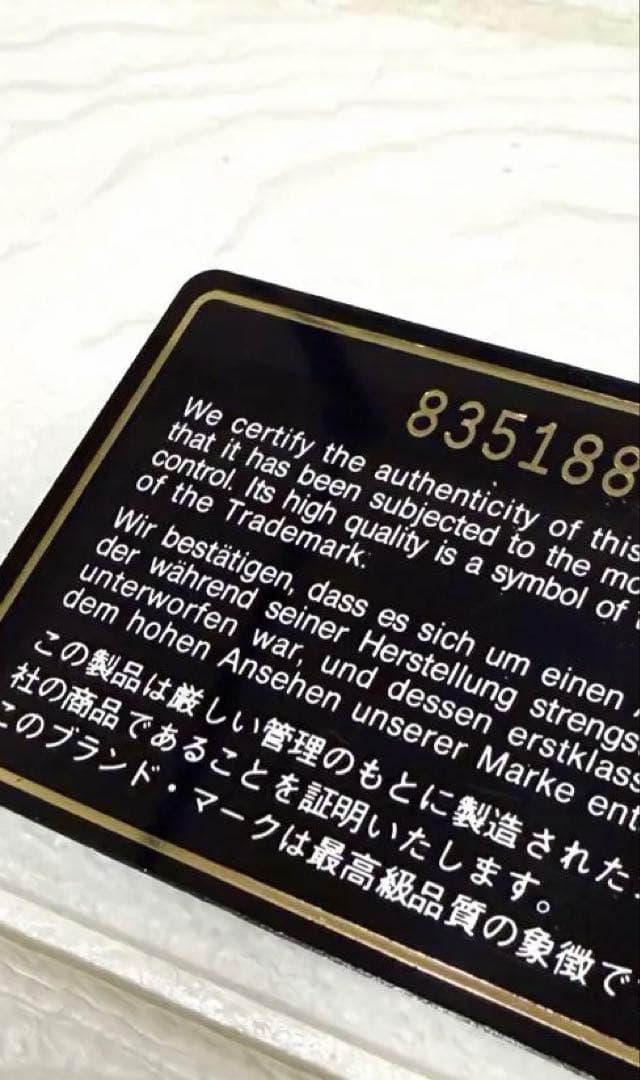 835188
We certify the authenticity of this
that it has been subjected to the mo
control. Its high quality is a symbol of
of the Trademark.
Wir bestätigen, dass es sich um einen
der während seiner Herstellung strengs
unterworfen war, und dessen erstklass
dem hohen Ansehen unserer Marke ent
この製品は厳しい管理のもとに製造された
社の商品であることを証明いたします。
このブランド・マークは最高級品質の象徴で